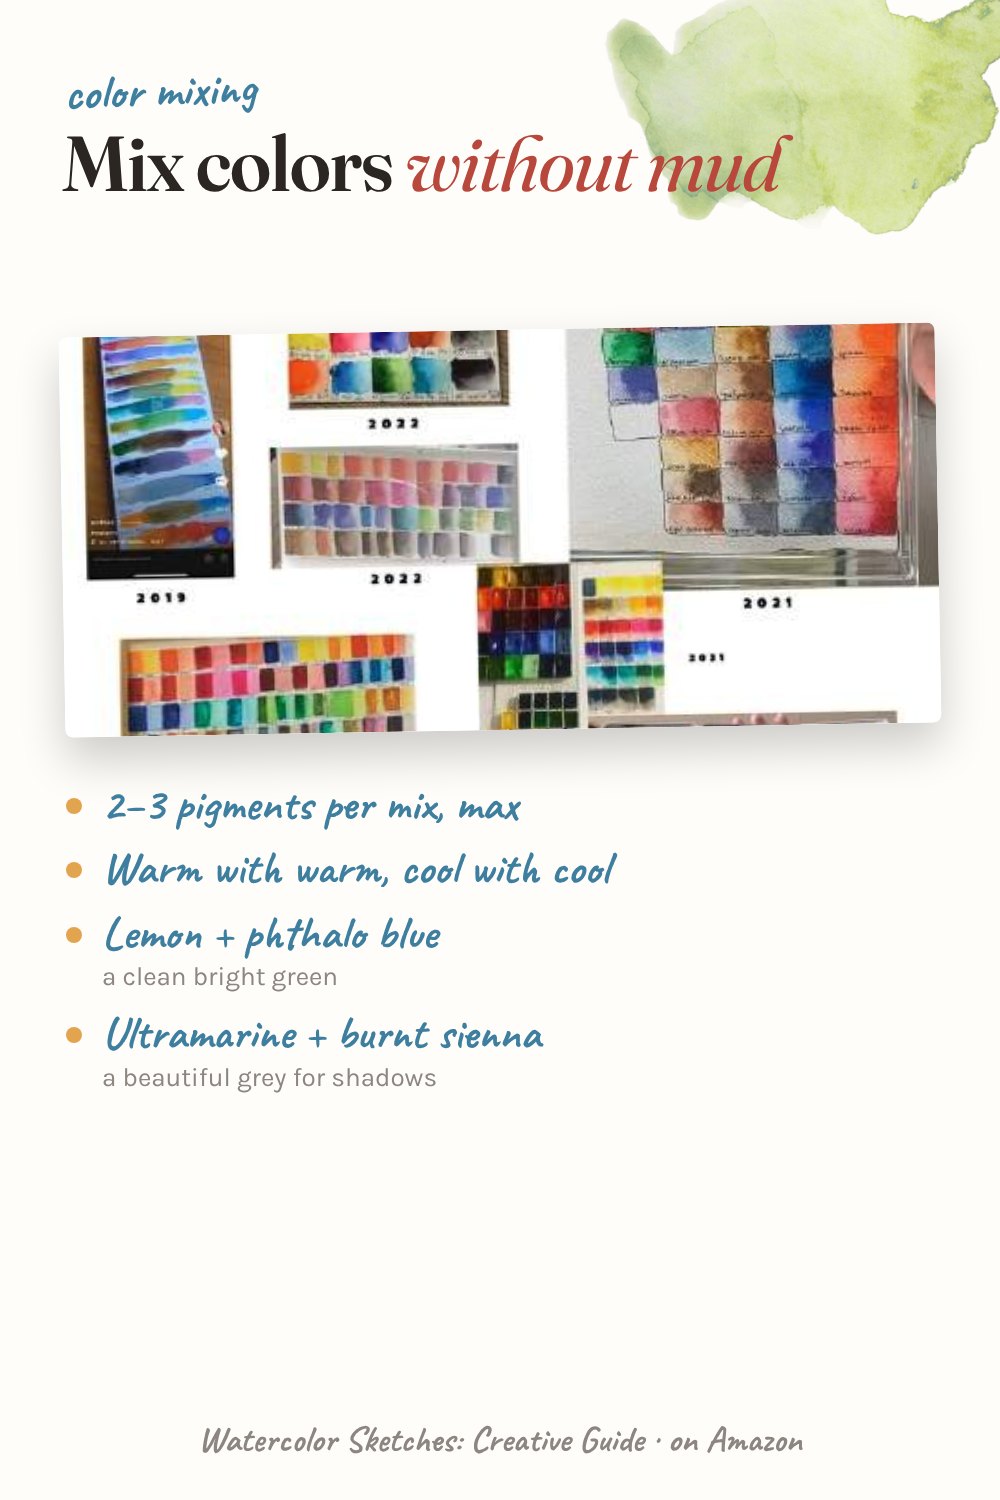 color mixing
Mix colors without mud
2022
2022
2019
2021
2021
2–3 pigments per mix, max
Warm with warm, cool with cool
Lemon + phthalo blue
a clean bright green
Ultramarine + burnt sienna
a beautiful grey for shadows
Watercolor Sketches: Creative Guide · on Amazon